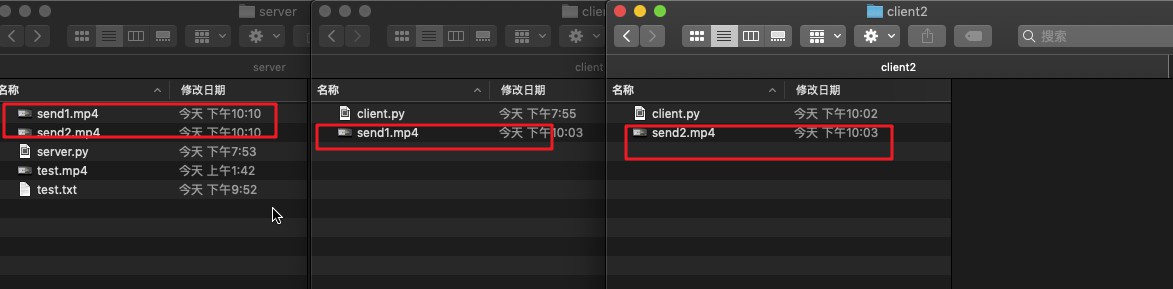 server
clie
client2
搜索
server
client
client2
名称 修改日期
send1.mp4 今天 下午10:10
send2.mp4 今天 下午10:10
server.py 今天 下午7:53
test.mp4 今天 上午1:42
test.txt 今天 下午9:52
名称 修改日期
client.py 今天 下午7:55
send1.mp4 今天 下午10:03
名称 修改日期
client.py 今天 下午10:02
send2.mp4 今天 下午10:03